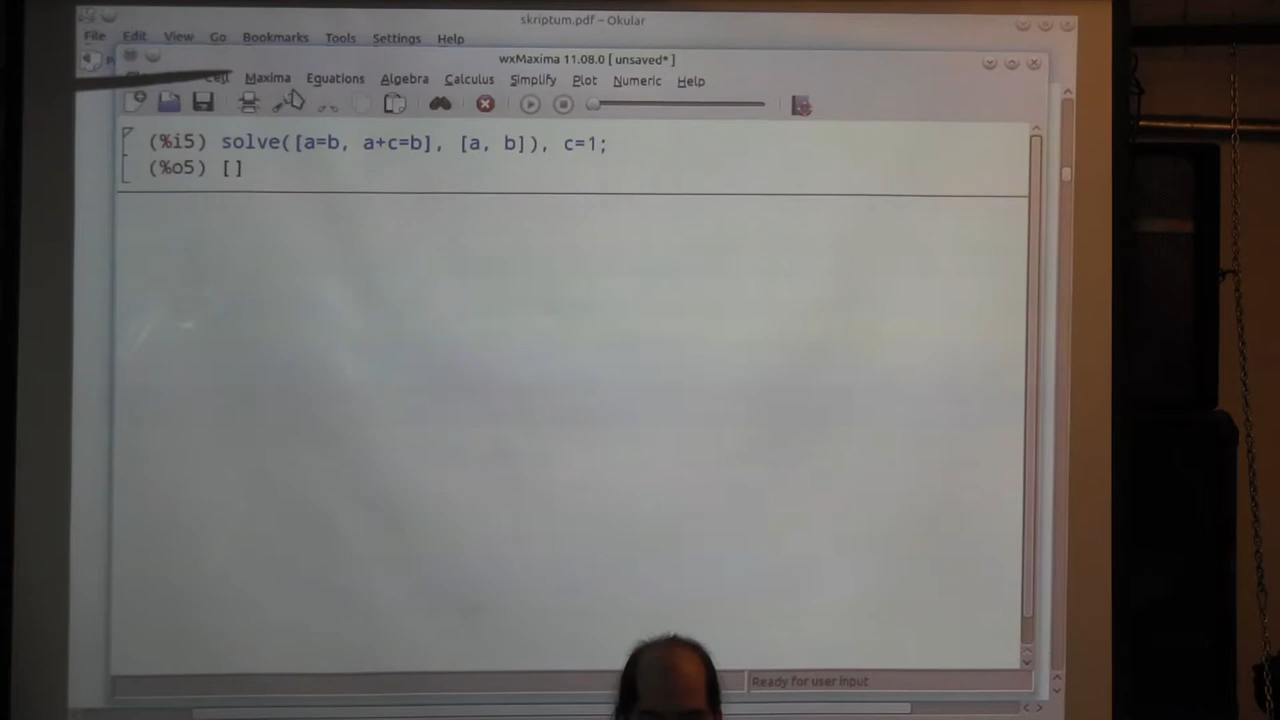 skriptum.pdf – Okular
File Edit View Go Bookmarks Tools Settings Help
wxMaxima 11.08.0 [ unsaved* ]
Cell Maxima Equations Algebra Calculus Simplify Plot Numeric Help
(%i5) solve([a=b, a+c=b], [a, b]), c=1;
(%o5) []
Ready for user input